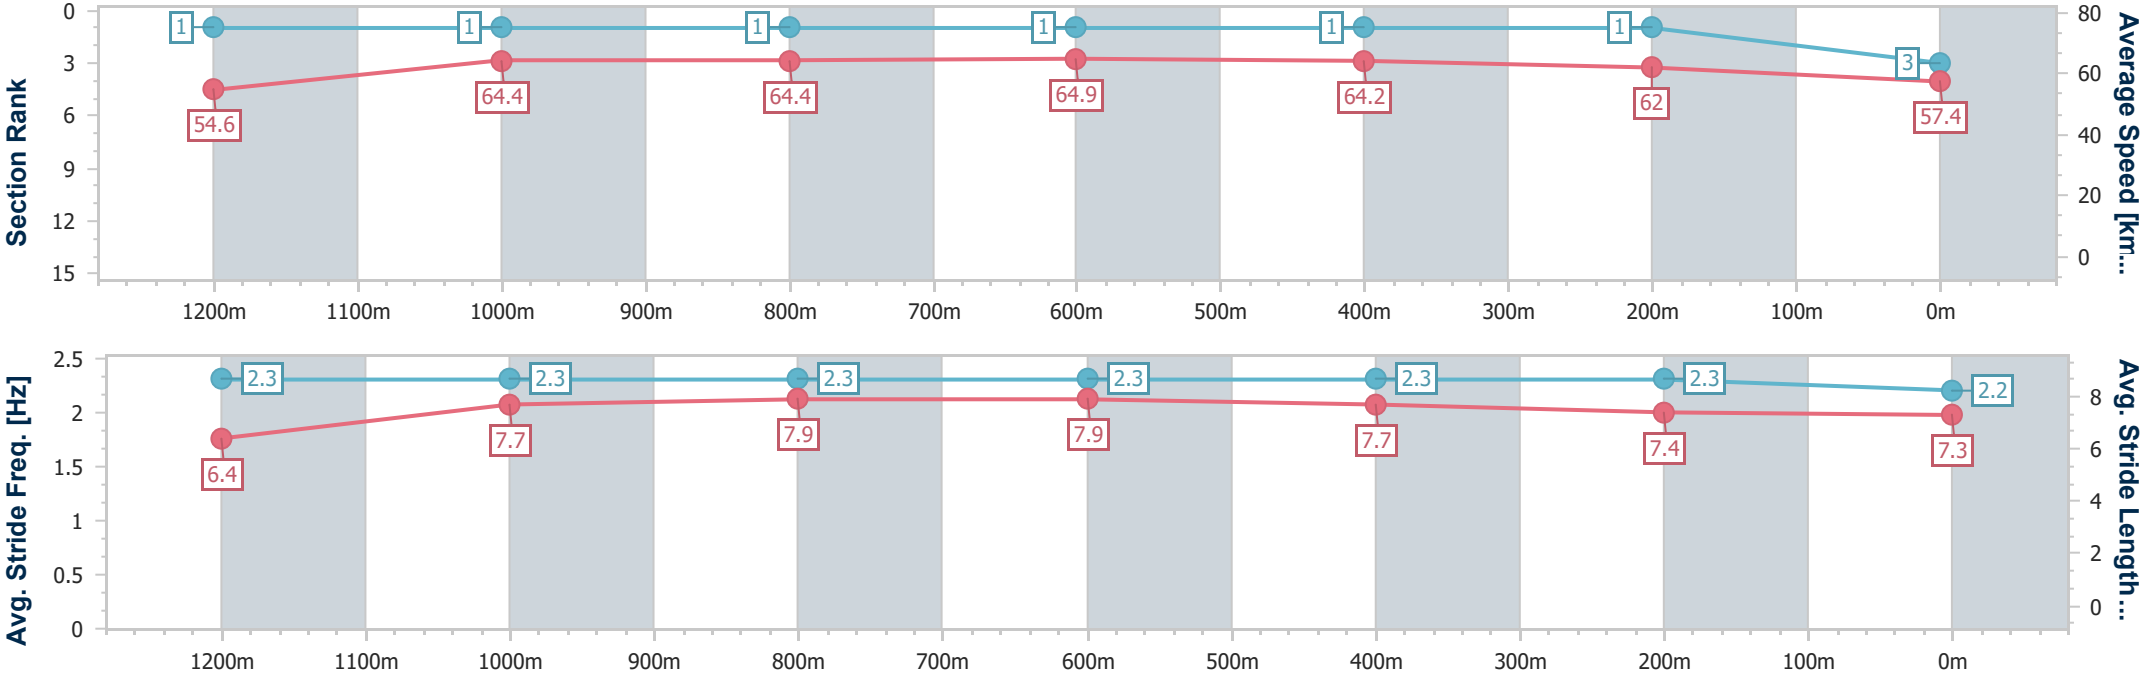 Section Rank
0
3
6
9
12
15
1 1 1 1 1 1 3
54.6 64.4 64.4 64.9 64.2 62 57.4
80
60
40
20
0
Average Speed [km...
1200m 1100m 1000m 900m 800m 700m 600m 500m 400m 300m 200m 100m 0m
Avg. Stride Freq. [Hz]
2.5
2
1.5
1
0.5
0
2.3 2.3 2.3 2.3 2.3 2.3 2.2
6.4 7.7 7.9 7.9 7.7 7.4 7.3
8
6
4
2
0
Avg. Stride Length...
1200m 1100m 1000m 900m 800m 700m 600m 500m 400m 300m 200m 100m 0m